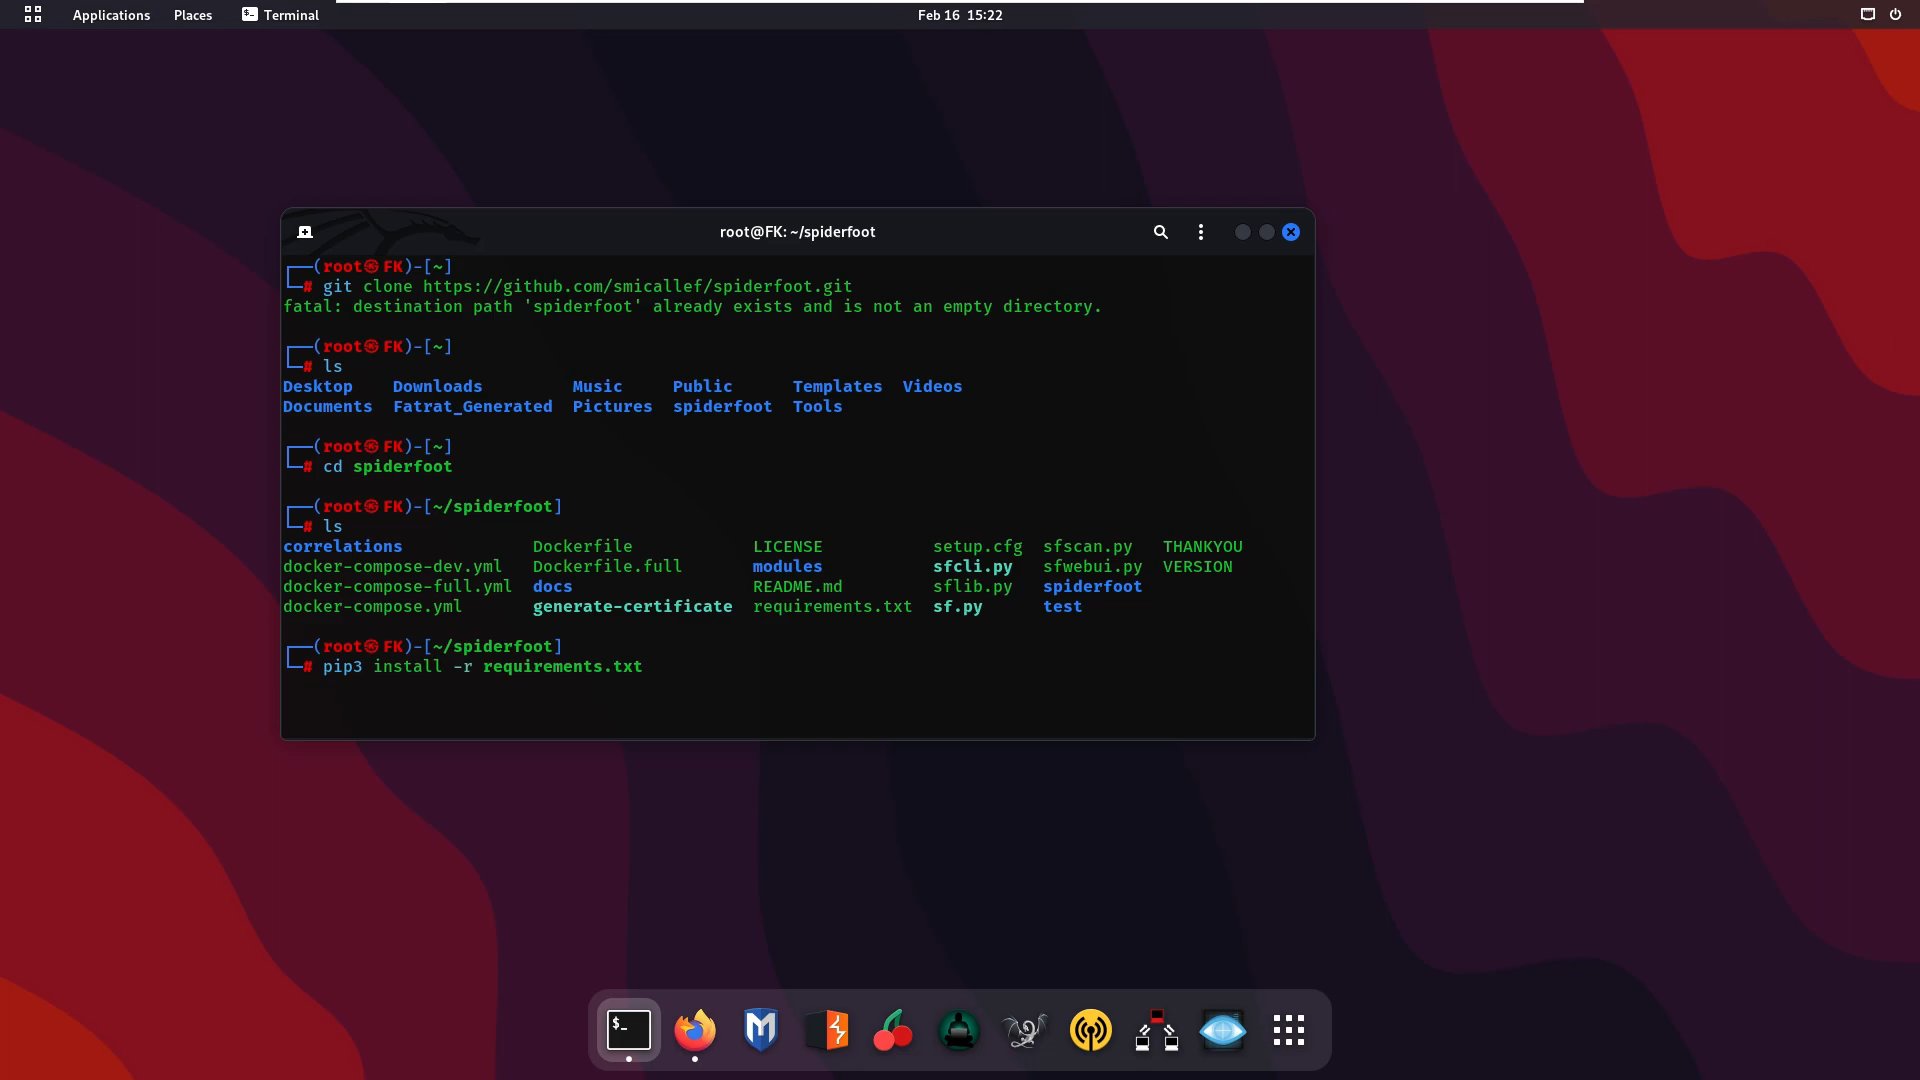 Applications Places Terminal Feb 16 15:22
root@FK: ~/spiderfoot
┌──(root㉿FK)-[~]
└─# git clone https://github.com/smicallef/spiderfoot.git
fatal: destination path 'spiderfoot' already exists and is not an empty directory.
┌──(root㉿FK)-[~]
└─# ls
Desktop Downloads Music Public Templates Videos
Documents Fatrat_Generated Pictures spiderfoot Tools
┌──(root㉿FK)-[~]
└─# cd spiderfoot
┌──(root㉿FK)-[~/spiderfoot]
└─# ls
correlations Dockerfile LICENSE setup.cfg sfscan.py THANKYOU
docker-compose-dev.yml Dockerfile.full modules sfcli.py sfwebui.py VERSION
docker-compose-full.yml docs README.md sflib.py spiderfoot
docker-compose.yml generate-certificate requirements.txt sf.py test
┌──(root㉿FK)-[~/spiderfoot]
└─# pip3 install -r requirements.txt
$_
M